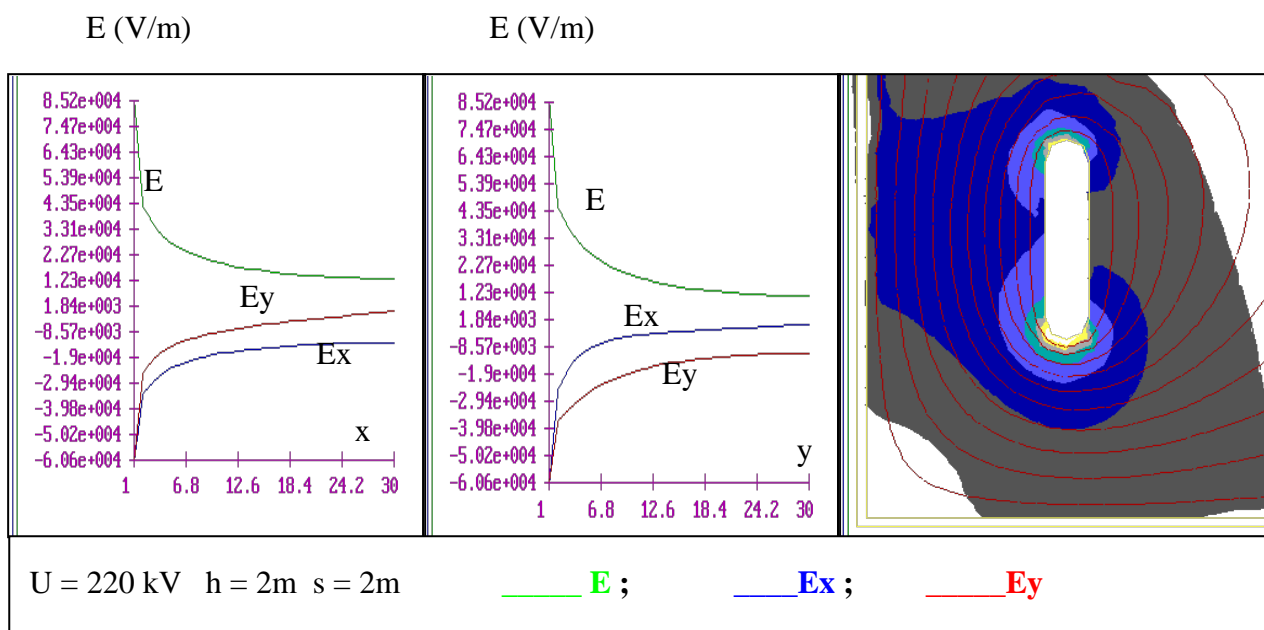 E (V/m)
E (V/m)
8.52e+004
7.47e+004
6.43e+004
5.39e+004
4.35e+004
3.31e+004
2.27e+004
1.23e+004
1.84e+003
-8.57e+003
-1.9e+004
-2.94e+004
-3.98e+004
-5.02e+004
-6.06e+004
E
Ey
Ex
x
1 6.8 12.6 18.4 24.2 30
8.52e+004
7.47e+004
6.43e+004
5.39e+004
4.35e+004
3.31e+004
2.27e+004
1.23e+004
1.84e+003
-8.57e+003
-1.9e+004
-2.94e+004
-3.98e+004
-5.02e+004
-6.06e+004
E
Ex
Ey
y
1 6.8 12.6 18.4 24.2 30
U = 220 kV h = 2m s = 2m _____ E ; ____Ex ; _____Ey